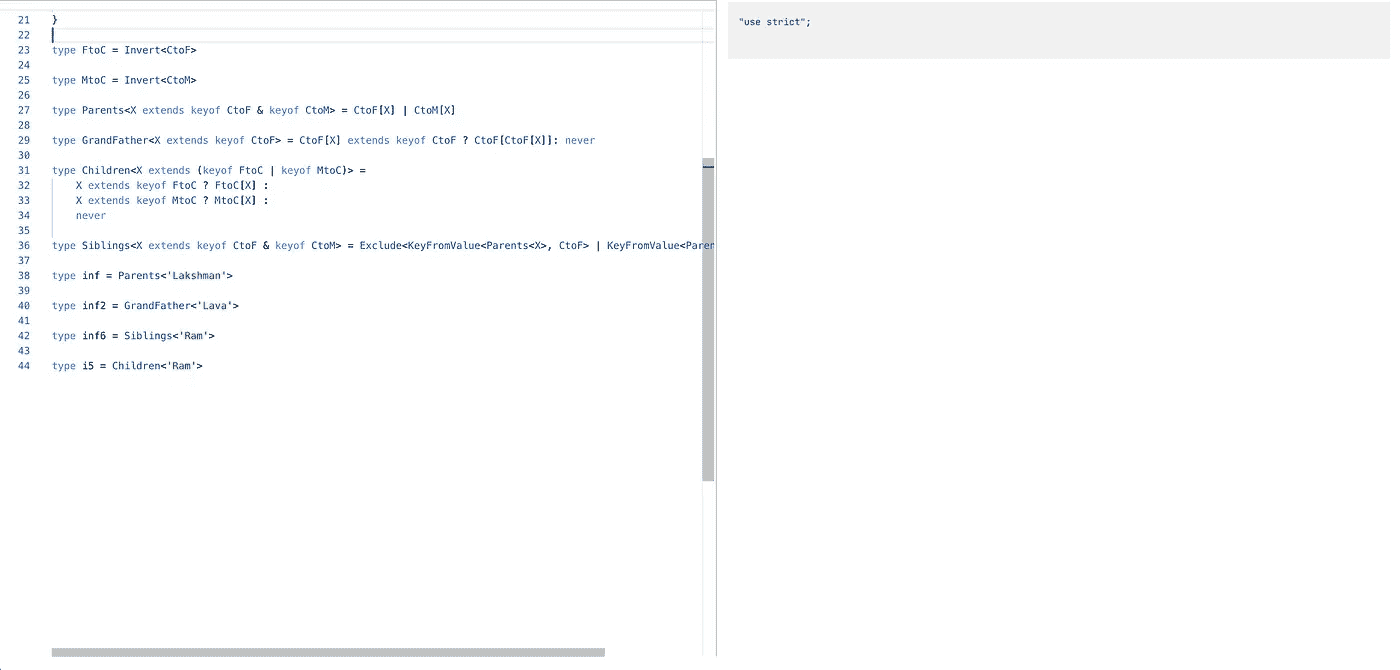 21 }
22
23 type FtoC = Invert<CtoF>
24
25 type MtoC = Invert<CtoM>
26
27 type Parents<X extends keyof CtoF & keyof CtoM> = CtoF[X] | CtoM[X]
28
29 type GrandFather<X extends keyof CtoF> = CtoF[X] extends keyof CtoF ? CtoF[CtoF[X]]: never
30
31 type Children<X extends (keyof FtoC | keyof MtoC)> =
32 X extends keyof FtoC ? FtoC[X] :
33 X extends keyof MtoC ? MtoC[X] :
34 never
35
36 type Siblings<X extends keyof CtoF & keyof CtoM> = Exclude<KeyFromValue<Parents<X>, CtoF> | KeyFromValue<Paren
37
38 type inf = Parents<'Lakshman'>
39
40 type inf2 = GrandFather<'Lava'>
41
42 type inf6 = Siblings<'Ram'>
43
44 type i5 = Children<'Ram'>
"use strict";